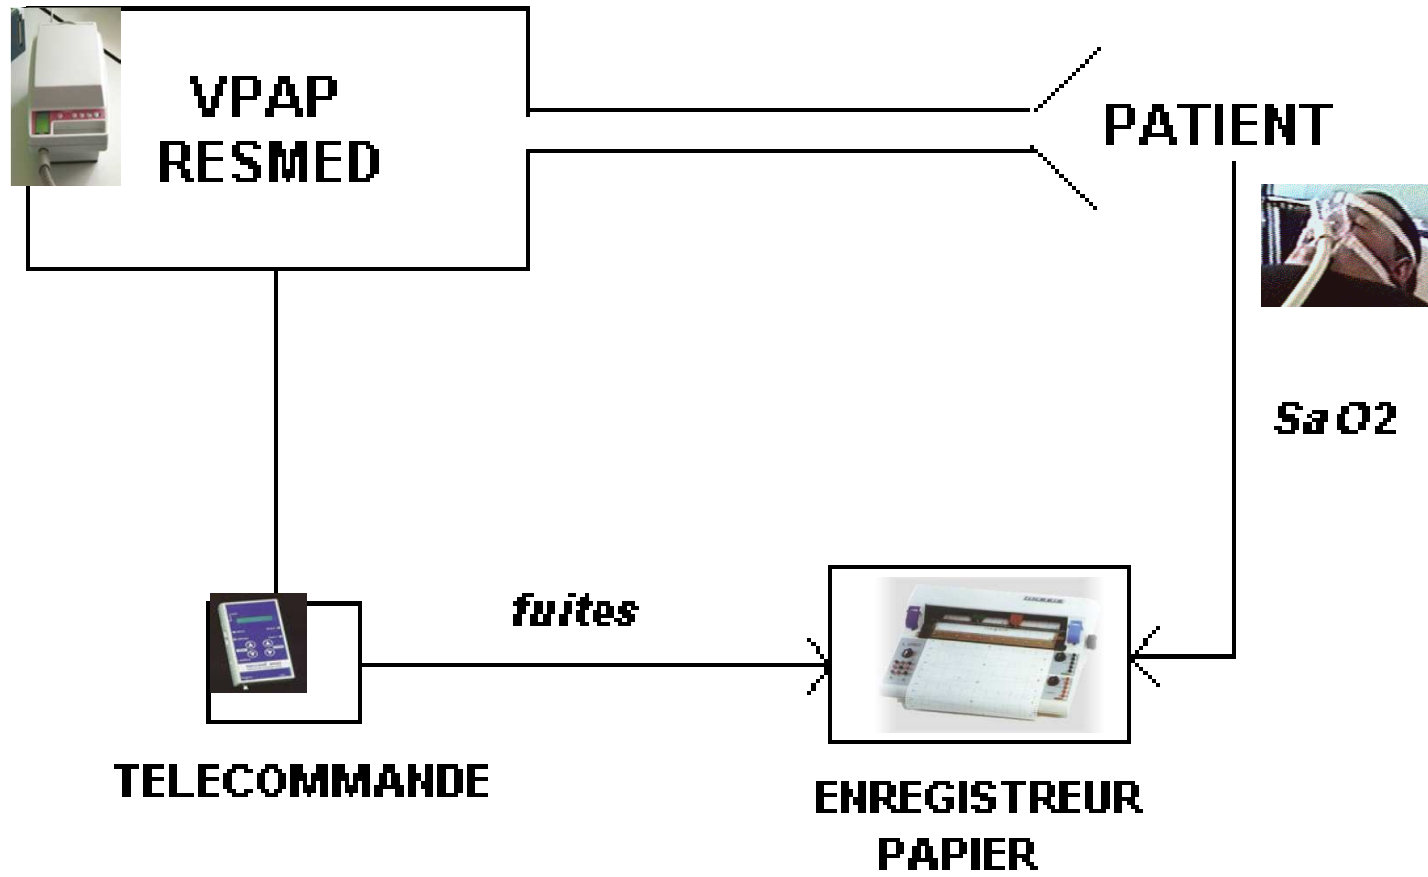 VPAP
RESMED
PATIENT
SaO2
fuites
TELECOMMANDE
ENREGISTREUR
PAPIER